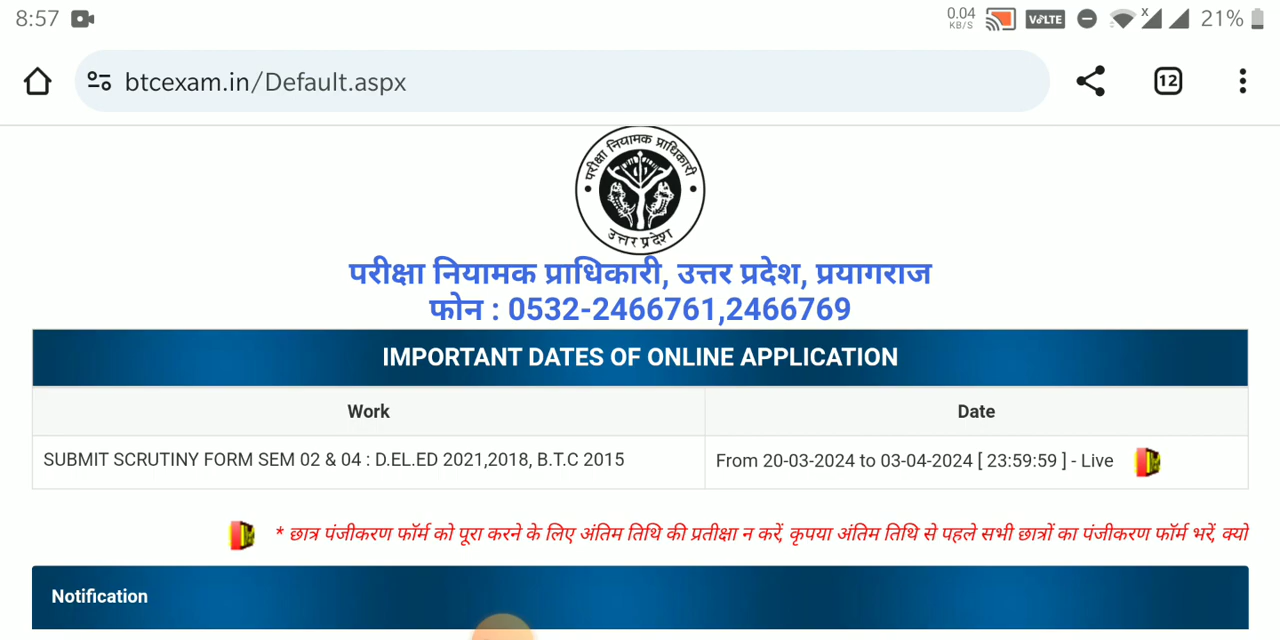 8:57
0.04
KB/S
VoLTE
X
21%
btcexam.in/Default.aspx
12
परीक्षा नियामक प्राधिकारी
उत्तर प्रदेश
परीक्षा नियामक प्राधिकारी, उत्तर प्रदेश, प्रयागराज
फोन : 0532-2466761,2466769
IMPORTANT DATES OF ONLINE APPLICATION
Work Date
SUBMIT SCRUTINY FORM SEM 02 & 04 : D.EL.ED 2021,2018, B.T.C 2015 From 20-03-2024 to 03-04-2024 [ 23:59:59 ] - Live
* छात्र पंजीकरण फॉर्म को पूरा करने के लिए अंतिम तिथि की प्रतीक्षा न करें, कृपया अंतिम तिथि से पहले सभी छात्रों का पंजीकरण फॉर्म भरें, क्यो
Notification